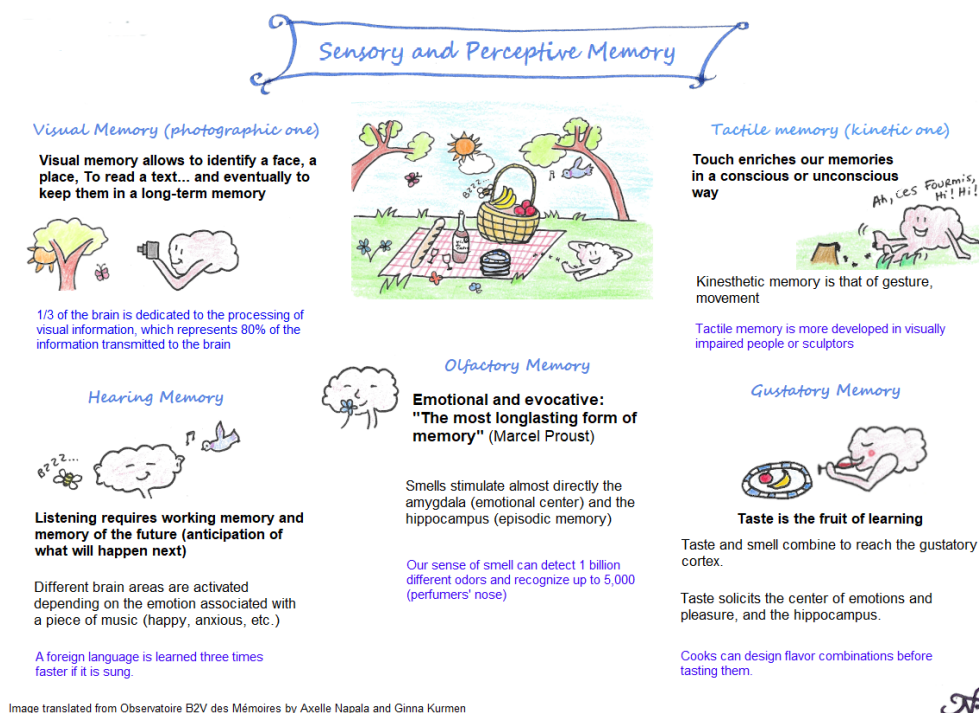 Sensory and Perceptive Memory
Visual Memory (photographic one)
Visual memory allows to identify a face, a
place, To read a text... and eventually to
keep them in a long-term memory
1/3 of the brain is dedicated to the processing of
visual information, which represents 80% of the
information transmitted to the brain
BZZZ...
Tactile memory (kinetic one)
Touch enriches our memories
in a conscious or unconscious
way
Ah, ces FOURMIS,
Hi! Hi!
Kinesthetic memory is that of gesture,
movement
Tactile memory is more developed in visually
impaired people or sculptors
Hearing Memory
BZZZ...
Listening requires working memory and
memory of the future (anticipation of
what will happen next)
Different brain areas are activated
depending on the emotion associated with
a piece of music (happy, anxious, etc.)
A foreign language is learned three times
faster if it is sung.
Olfactory Memory
Emotional and evocative:
"The most longlasting form of
memory" (Marcel Proust)
Smells stimulate almost directly the
amygdala (emotional center) and the
hippocampus (episodic memory)
Our sense of smell can detect 1 billion
different odors and recognize up to 5,000
(perfumers' nose)
Gustatory Memory
Taste is the fruit of learning
Taste and smell combine to reach the gustatory
cortex.
Taste solicits the center of emotions and
pleasure, and the hippocampus.
Cooks can design flavor combinations before
tasting them.
Image translated from Observatoire B2V des Mémoires by Axelle Napala and Ginna Kurmen